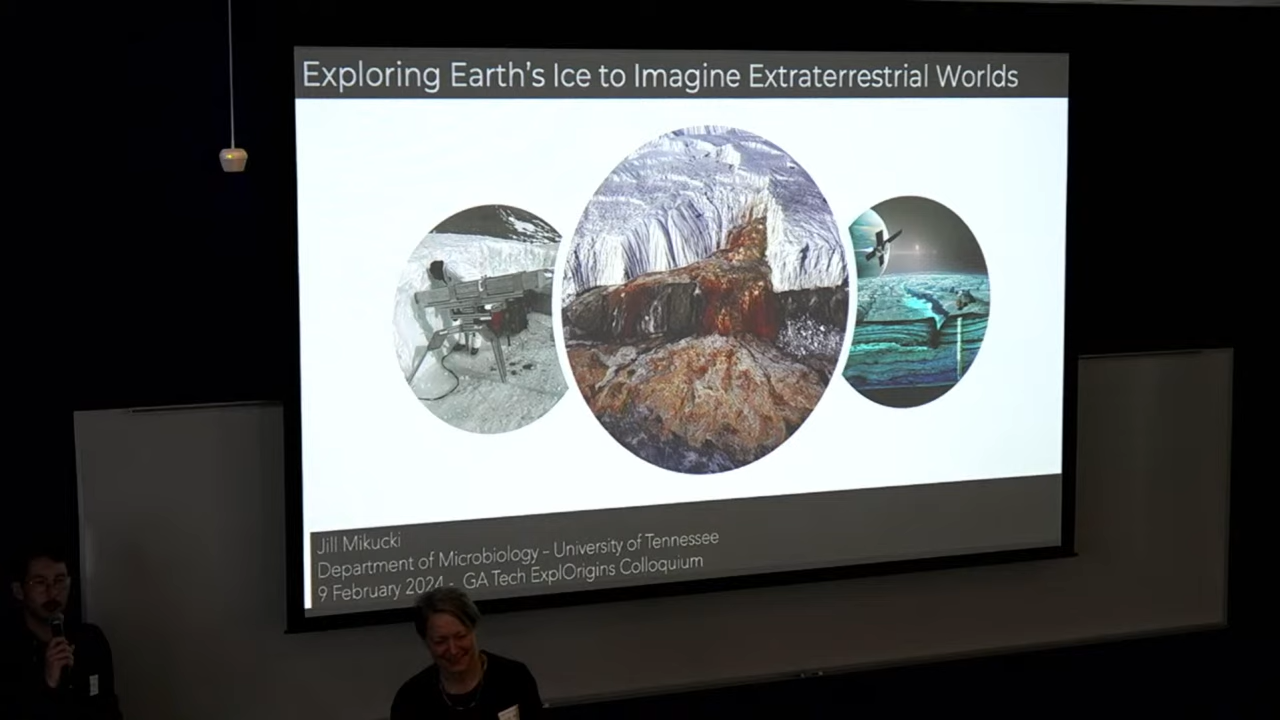 Exploring Earth's Ice to Imagine Extraterrestrial Worlds
Jill Mikucki
Department of Microbiology – University of Tennessee
9 February 2024 - GA Tech ExplOrigins Colloquium